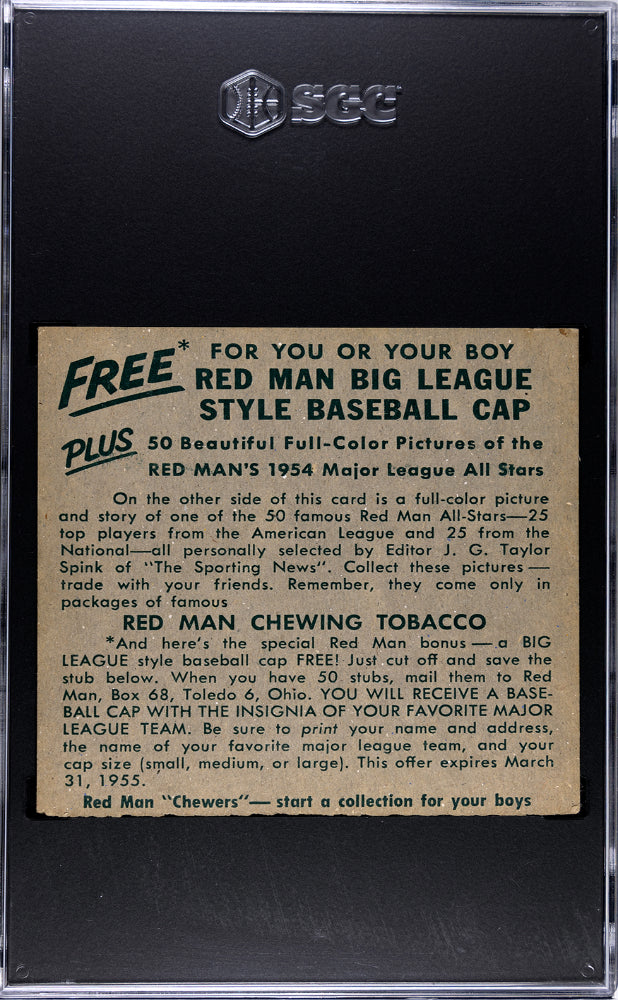 SGC
FREE* FOR YOU OR YOUR BOY
RED MAN BIG LEAGUE
STYLE BASEBALL CAP
PLUS 50 Beautiful Full-Color Pictures of the
RED MAN'S 1954 Major League All Stars
On the other side of this card is a full-color picture
and story of one of the 50 famous Red Man All-Stars—25
top players from the American League and 25 from the
National—all personally selected by Editor J. G. Taylor
Spink of "The Sporting News". Collect these pictures—
trade with your friends. Remember, they come only in
packages of famous
RED MAN CHEWING TOBACCO
*And here's the special Red Man bonus—a BIG
LEAGUE style baseball cap FREE! Just cut off and save the
stub below. When you have 50 stubs, mail them to Red
Man, Box 68, Toledo 6, Ohio. YOU WILL RECEIVE A BASE-
BALL CAP WITH THE INSIGNIA OF YOUR FAVORITE MAJOR
LEAGUE TEAM. Be sure to print your name and address,
the name of your favorite major league team, and your
cap size (small, medium, or large). This offer expires March
31, 1955.
Red Man "Chewers"— start a collection for your boys